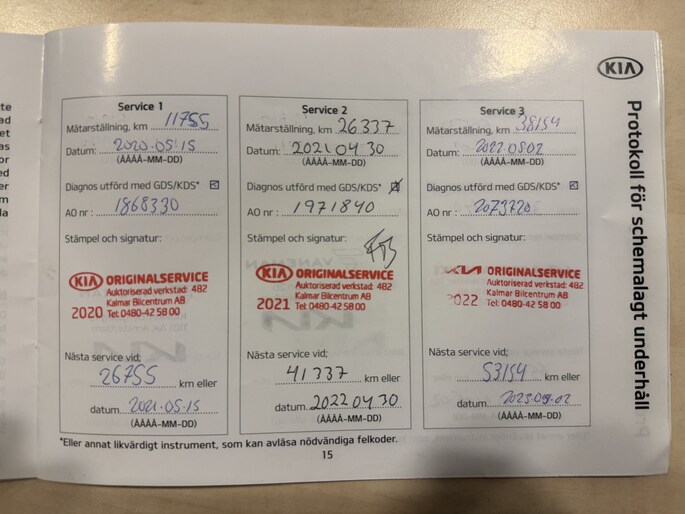 KIA
Protokoll för schemalagt underhåll
Service 1
Mätarställning, km 11755
Datum: 2020.05.15
(ÅÅÅÅ-MM-DD)
Diagnos utförd med GDS/KDS*
AO nr : 1868330
Stämpel och signatur:
KIA ORIGINALSERVICE
Auktoriserad verkstad: 482
Kalmar Bilcentrum AB
2020 Tel: 0480-42 58 00
Nästa service vid;
26755 km eller
datum 2021.05.15
(ÅÅÅÅ-MM-DD)
Service 2
Mätarställning, km 26337
Datum: 2021 04 30
(ÅÅÅÅ-MM-DD)
Diagnos utförd med GDS/KDS*
AO nr : 1971840
Stämpel och signatur:
KIA ORIGINALSERVICE
Auktoriserad verkstad: 482
Kalmar Bilcentrum AB
2021 Tel: 0480-42 58 00
Nästa service vid;
41337 km eller
datum 2022 04 30
(ÅÅÅÅ-MM-DD)
Service 3
Mätarställning, km 38154
Datum: 2022.05.02
(ÅÅÅÅ-MM-DD)
Diagnos utförd med GDS/KDS*
AO nr :
Stämpel och signatur:
KIA ORIGINALSERVICE
Auktoriserad verkstad: 482
Kalmar Bilcentrum AB
2022 Tel: 0480-42 58 00
Nästa service vid;
53154 km eller
datum
(ÅÅÅÅ-MM-DD)
*Eller annat likvärdigt instrument, som kan avläsa nödvändiga felkoder.
15